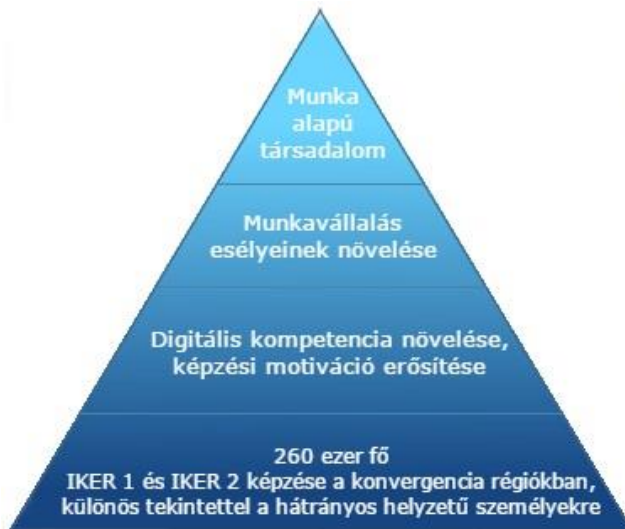 Munka
alapú
társadalom
Munkavállalás
esélyeinek növelése
Digitális kompetencia növelése,
képzési motiváció erősítése
260 ezer fő
IKER 1 és IKER 2 képzése a konvergencia régiókban,
különös tekintettel a hátrányos helyzetű személyekre